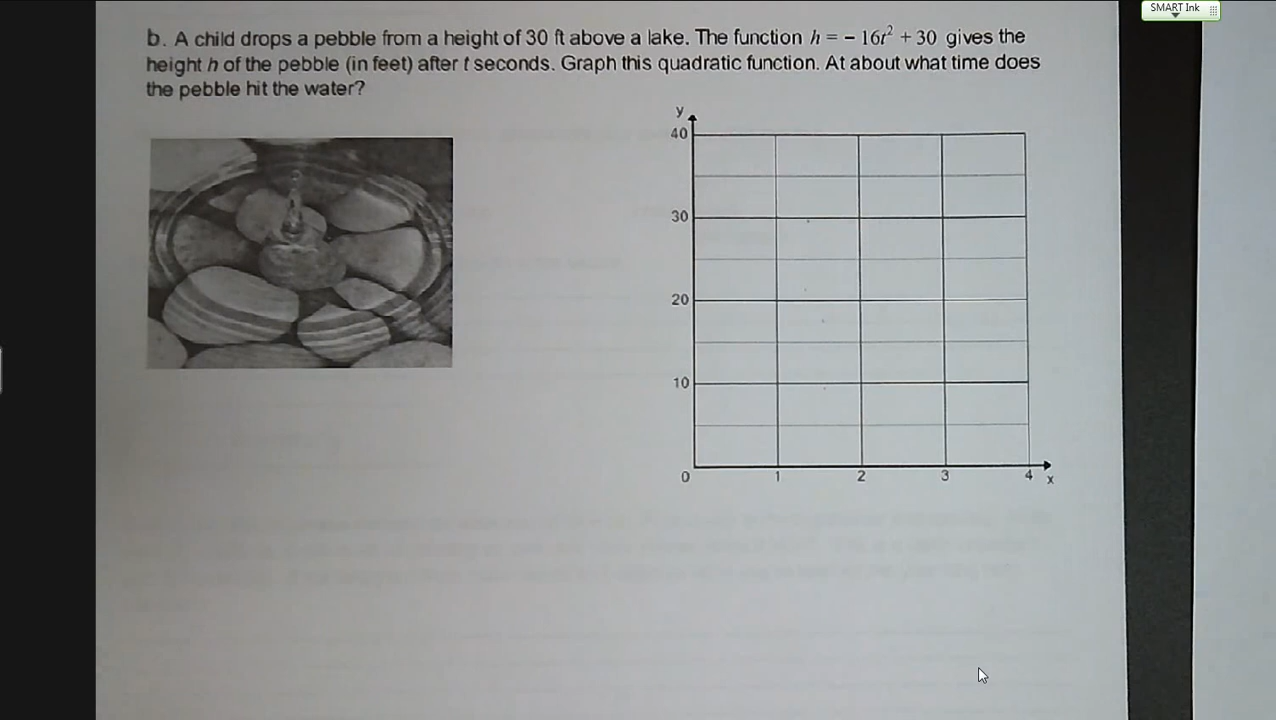 SMART Ink
b. A child drops a pebble from a height of 30 ft above a lake. The function h = − 16t² + 30 gives the
height h of the pebble (in feet) after t seconds. Graph this quadratic function. At about what time does
the pebble hit the water?
y
40
30
20
10
0 1 2 3 4 x